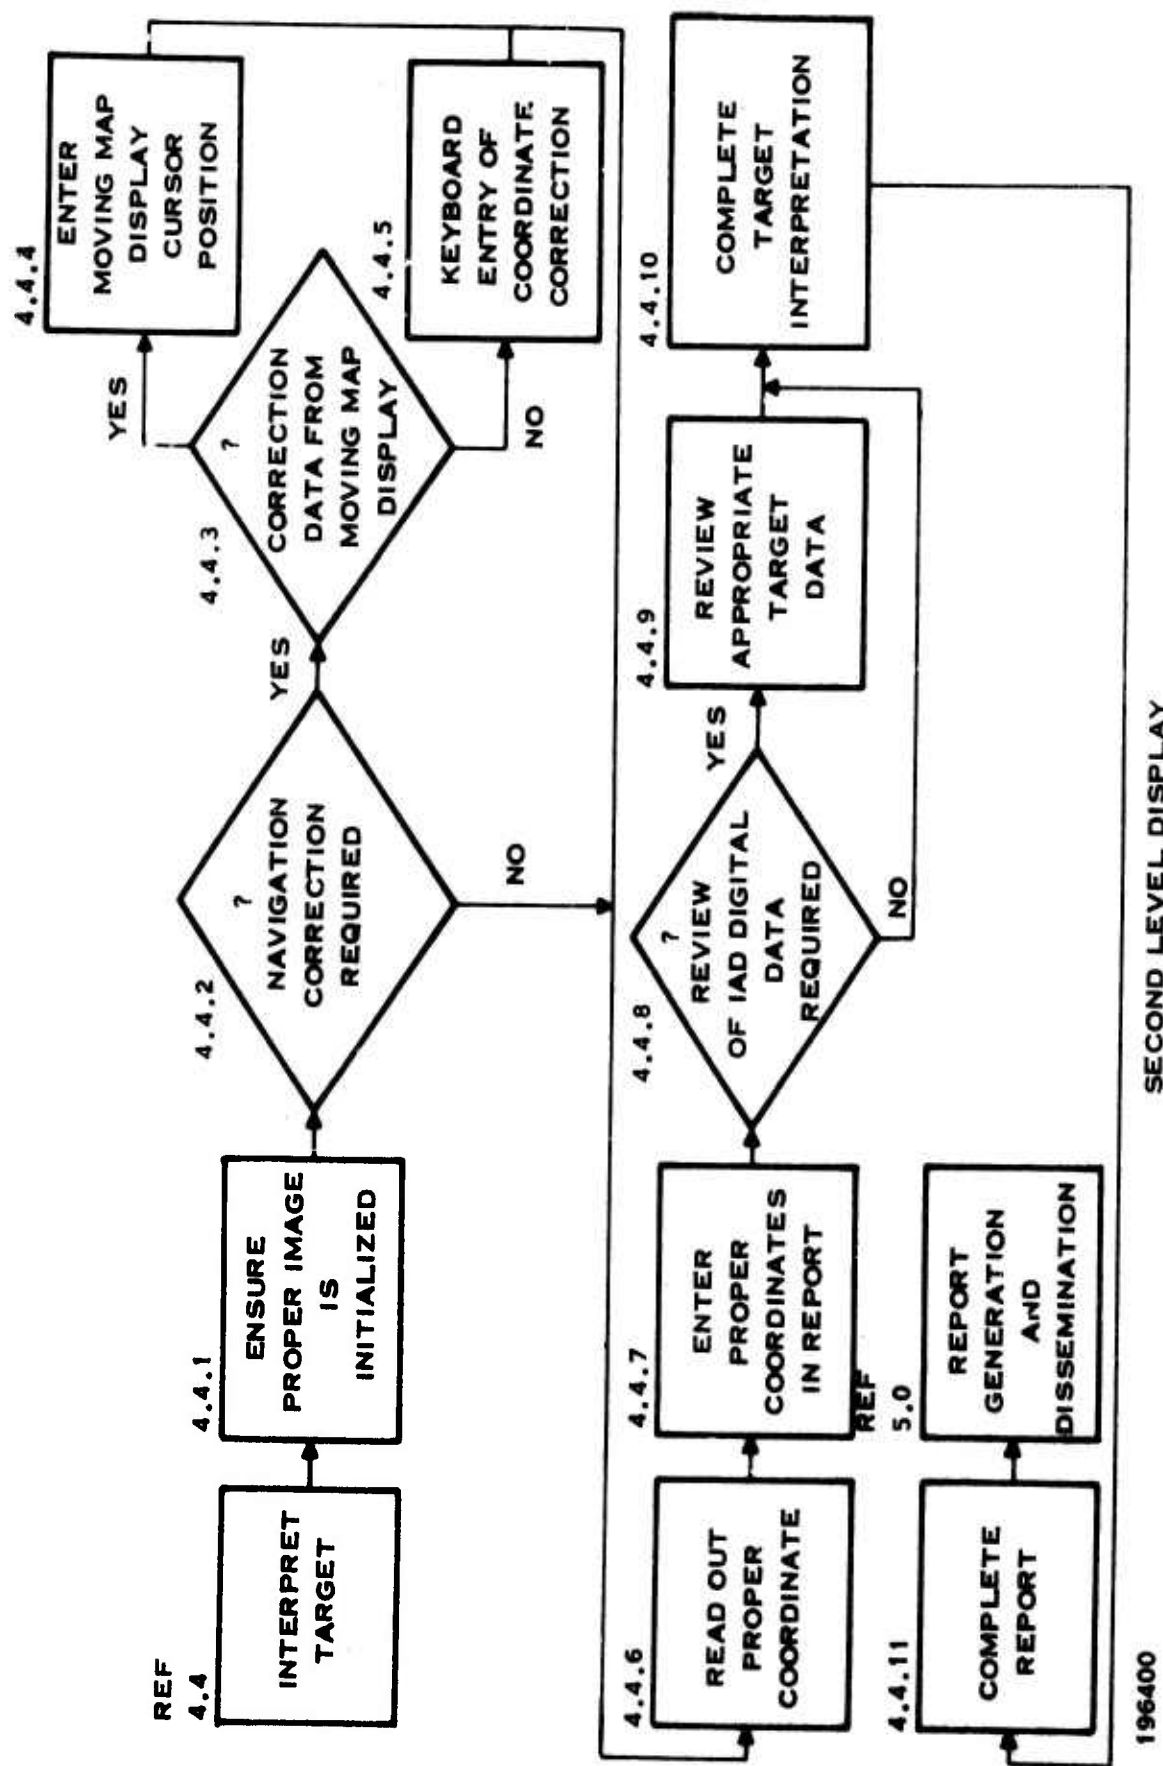 REF
4.4
INTERPRET
TARGET
4.4.1
ENSURE
PROPER IMAGE
IS
INITIALIZED
4.4.2
?
NAVIGATION
CORRECTION
REQUIRED
YES
NO
4.4.3
?
CORRECTION
DATA FROM
MOVING MAP
DISPLAY
YES
NO
4.4.4
ENTER
MOVING MAP
DISPLAY
CURSOR
POSITION
4.4.5
KEYBOARD
ENTRY OF
COORDINATE
CORRECTION
4.4.6
READ OUT
PROPER
COORDINATE
4.4.7
ENTER
PROPER
COORDINATES
IN REPORT
4.4.8
?
REVIEW
OF IAD DIGITAL
DATA
REQUIRED
YES
NO
4.4.9
REVIEW
APPROPRIATE
TARGET
DATA
4.4.10
COMPLETE
TARGET
INTERPRETATION
4.4.11
COMPLETE
REPORT
REF
5.0
REPORT
GENERATION
AND
DISSEMINATION
196400
SECOND LEVEL DISPLAY